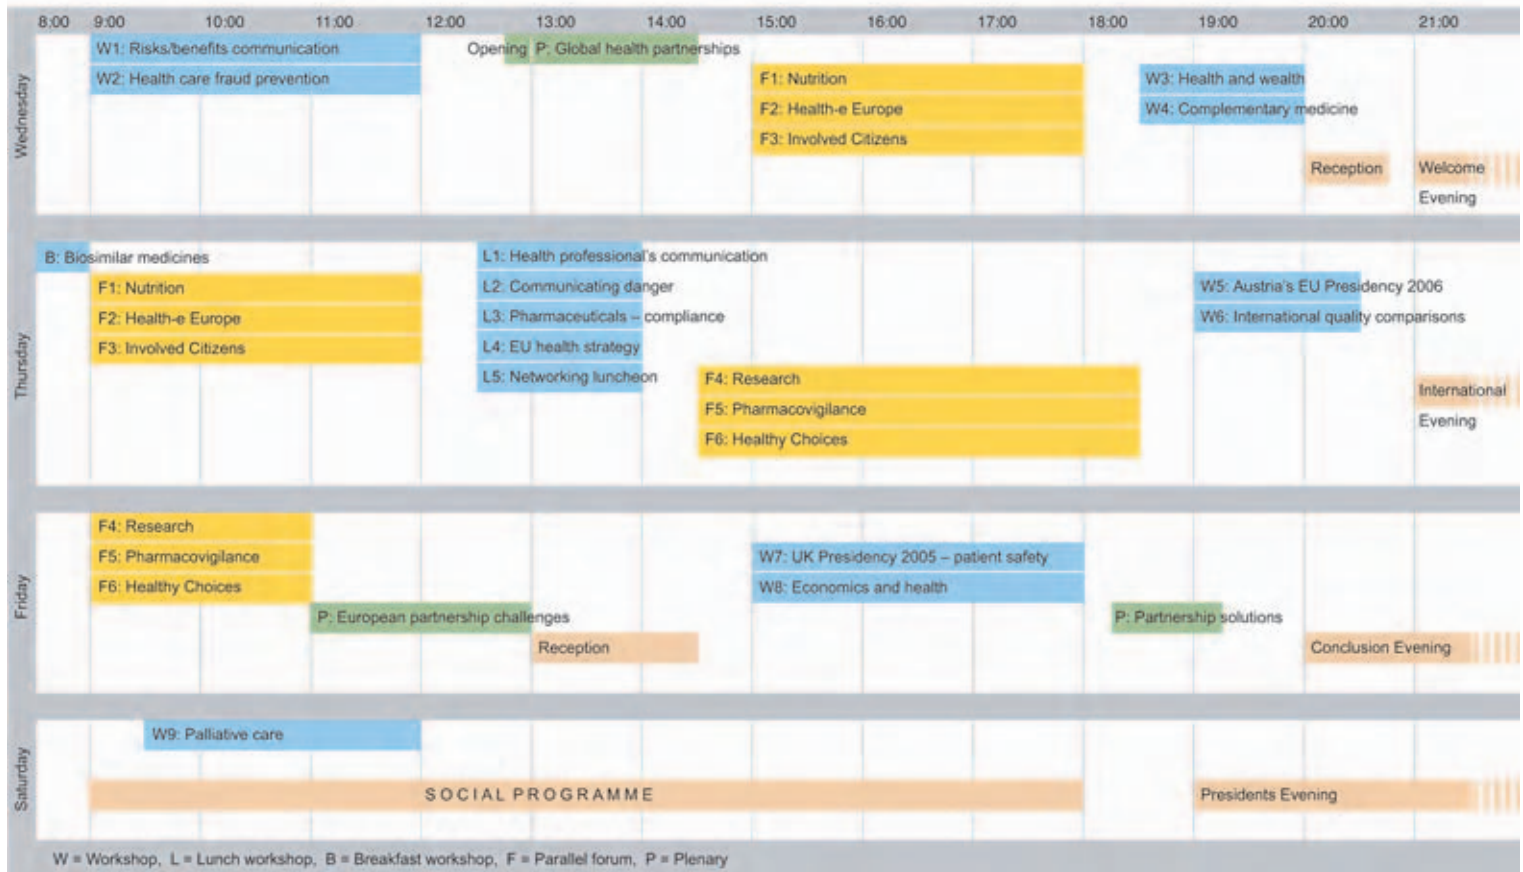 8:00 9:00 10:00 11:00 12:00 13:00 14:00 15:00 16:00 17:00 18:00 19:00 20:00 21:00
Wednesday
W1: Risks/benefits communication
Opening P: Global health partnerships
W2: Health care fraud prevention
F1: Nutrition
W3: Health and wealth
F2: Health-e Europe
W4: Complementary medicine
F3: Involved Citizens
Reception
Welcome
Evening
Thursday
B: Biosimilar medicines
L1: Health professional's communication
F1: Nutrition
L2: Communicating danger
W5: Austria's EU Presidency 2006
F2: Health-e Europe
L3: Pharmaceuticals – compliance
W6: International quality comparisons
F3: Involved Citizens
L4: EU health strategy
L5: Networking luncheon
F4: Research
International
F5: Pharmacovigilance
Evening
F6: Healthy Choices
Friday
F4: Research
F5: Pharmacovigilance
W7: UK Presidency 2005 – patient safety
F6: Healthy Choices
W8: Economics and health
P: European partnership challenges
P: Partnership solutions
Reception
Conclusion Evening
Saturday
W9: Palliative care
SOCIAL PROGRAMME
Presidents Evening
W = Workshop, L = Lunch workshop, B = Breakfast workshop, F = Parallel forum, P = Plenary